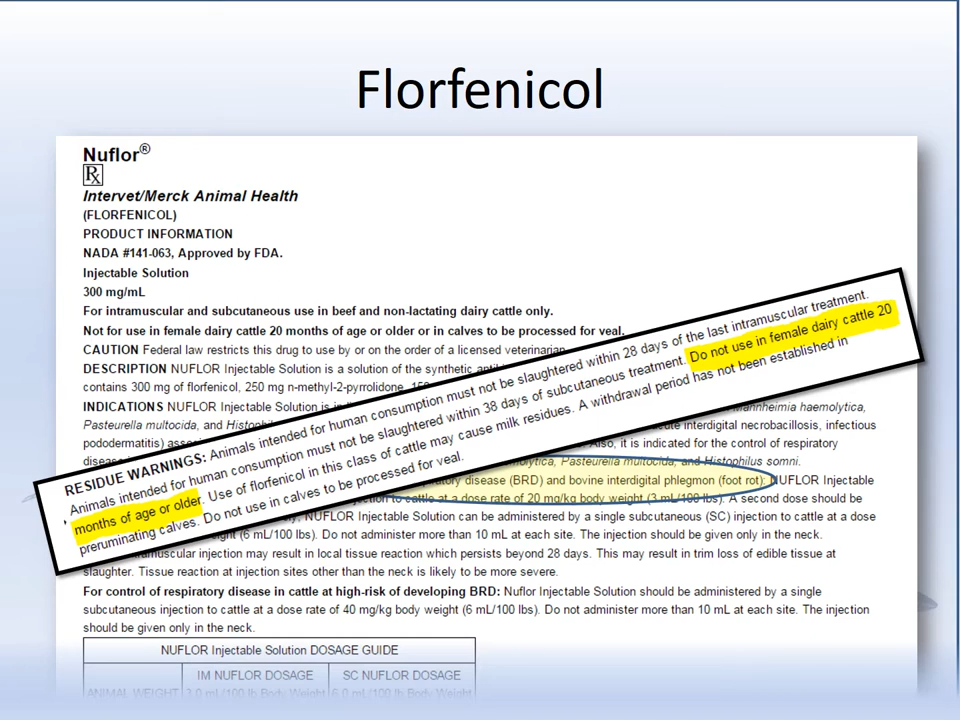 Florfenicol
Nuflor®
Rx
Intervet/Merck Animal Health
(FLORFENICOL)
PRODUCT INFORMATION
NADA #141-063, Approved by FDA.
Injectable Solution
300 mg/mL
For intramuscular and subcutaneous use in beef and non-lactating dairy cattle only.
Not for use in female dairy cattle 20 months of age or older or in calves to be processed for veal.
CAUTION Federal law restricts this drug to use by or on the order of a licensed veterinarian
DESCRIPTION NUFLOR Injectable Solution is a solution of the synthetic
contains 300 mg of florfenicol, 250 mg n-methyl-2-pyrrolidone,
INDICATIONS NUFLOR Injectable Solution is Mannheimia haemolytica,
Pasteurella multocida, and interdigital necrobacillosis, infectious
pododermatitis) Also, it is indicated for the control of respiratory
Pasteurella multocida, and Histophilus somni.
disease (BRD) and bovine interdigital phlegmon (foot rot): NUFLOR Injectable
to cattle at a dose rate of 20 mg/kg body weight (3 mL/100 lbs). A second dose should be
NUFLOR Injectable Solution can be administered by a single subcutaneous (SC) injection to cattle at a dose
(6 mL/100 lbs). Do not administer more than 10 mL at each site. The injection should be given only in the neck.
injection may result in local tissue reaction which persists beyond 28 days. This may result in trim loss of edible tissue at
slaughter. Tissue reaction at injection sites other than the neck is likely to be more severe.
For control of respiratory disease in cattle at high-risk of developing BRD: Nuflor Injectable Solution should be administered by a single
subcutaneous injection to cattle at a dose rate of 40 mg/kg body weight (6 mL/100 lbs). Do not administer more than 10 mL at each site. The injection
should be given only in the neck.
NUFLOR Injectable Solution DOSAGE GUIDE
IM NUFLOR DOSAGE SC NUFLOR DOSAGE
ANIMAL WEIGHT 3.0 mL/100 lb Body Weight 6.0 mL/100 lb Body Weight
RESIDUE WARNINGS: Animals intended for human consumption must not be slaughtered within 28 days of the last intramuscular treatment.
Animals intended for human consumption must not be slaughtered within 38 days of subcutaneous treatment. Do not use in female dairy cattle 20
months of age or older. Use of florfenicol in this class of cattle may cause milk residues. A withdrawal period has not been established in
preruminating calves. Do not use in calves to be processed for veal.